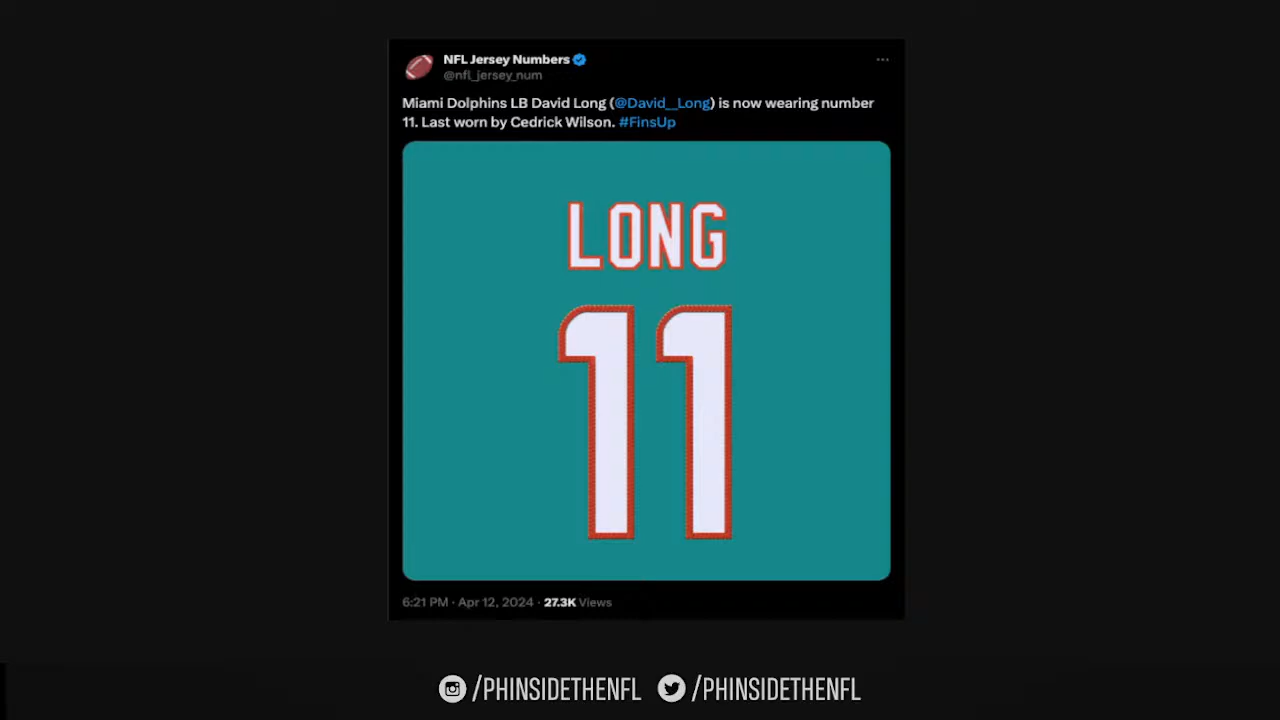 NFL Jersey Numbers
@nfl_jersey_num
Miami Dolphins LB David Long (@David__Long) is now wearing number
11. Last worn by Cedrick Wilson. #FinsUp
LONG
11
6:21 PM · Apr 12, 2024 · 27.3K Views
/PHINSIDETHENFL /PHINSIDETHENFL